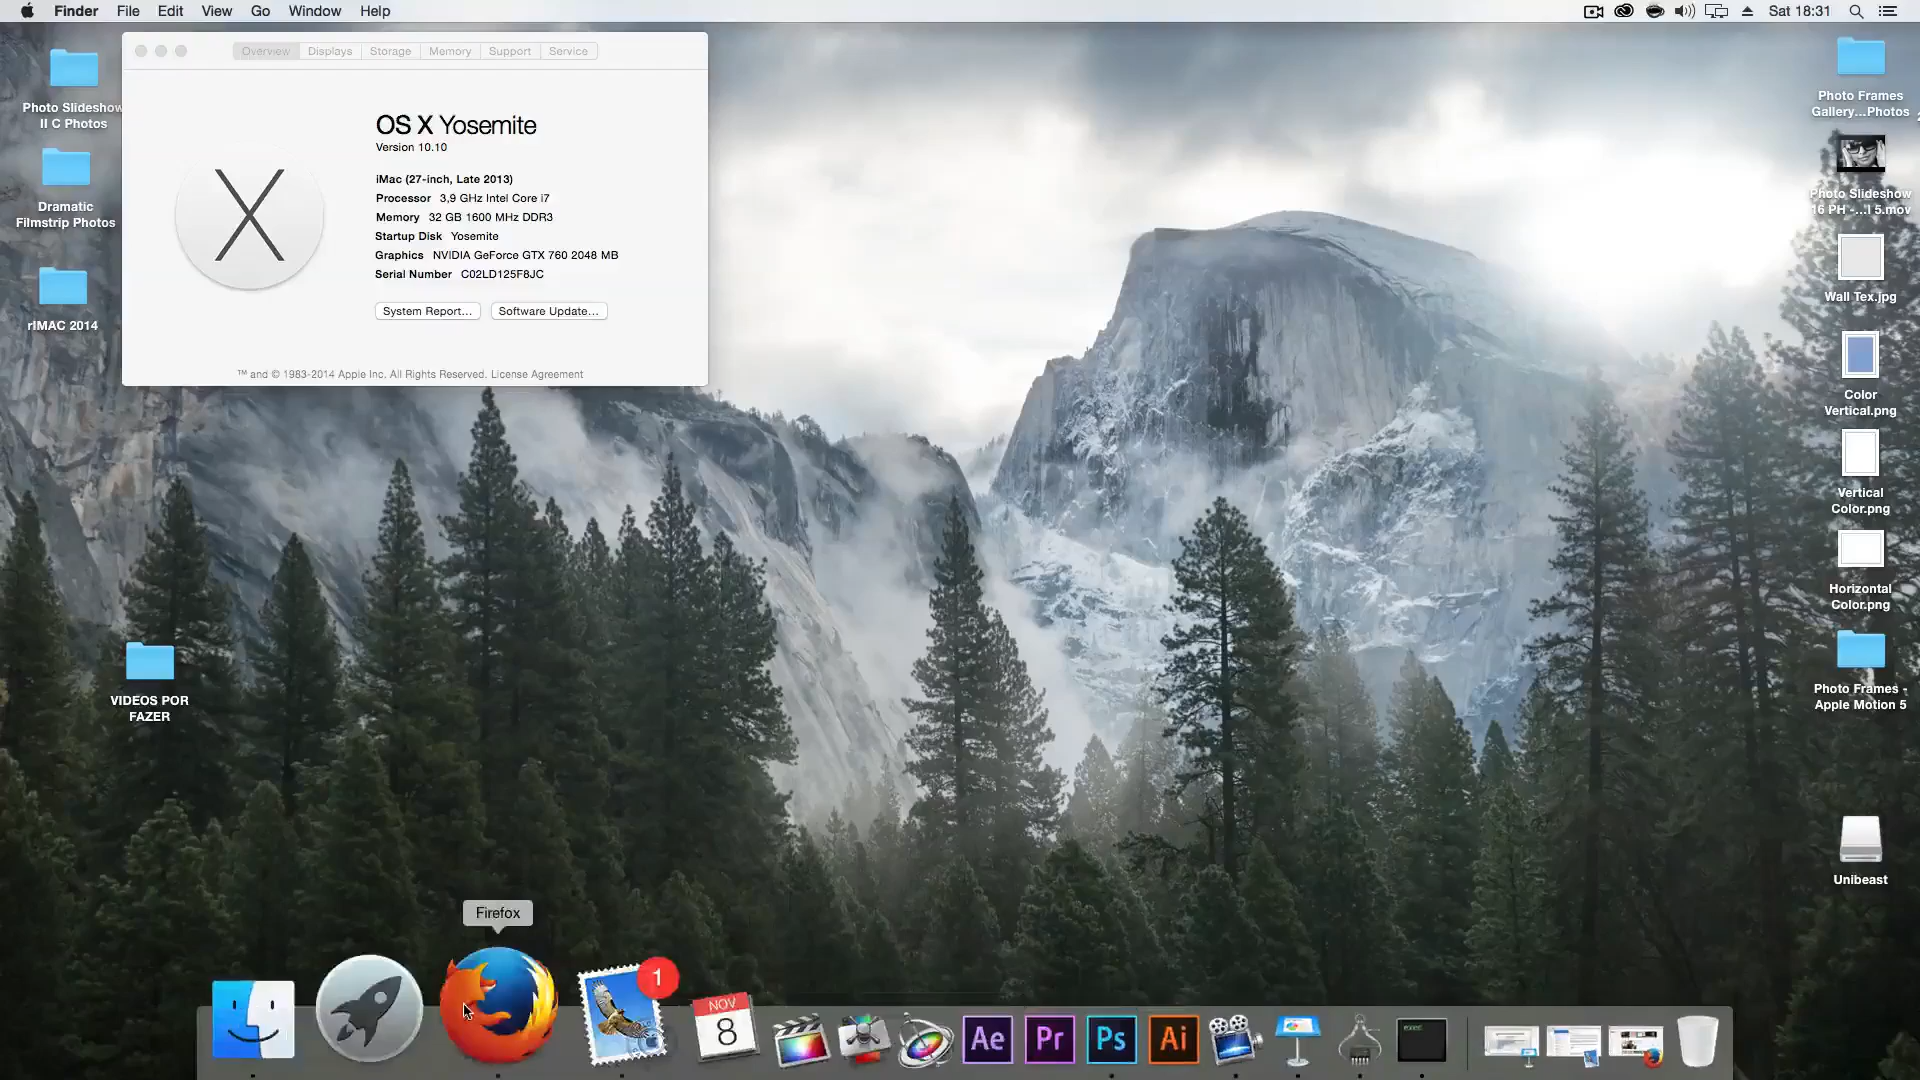 Finder File Edit View Go Window Help
Sat 18:31
Overview Displays Storage Memory Support Service
OS X Yosemite
Version 10.10
iMac (27-inch, Late 2013)
Processor 3,9 GHz Intel Core i7
Memory 32 GB 1600 MHz DDR3
Startup Disk Yosemite
Graphics NVIDIA GeForce GTX 760 2048 MB
Serial Number C02LD125F8JC
System Report... Software Update...
™ and © 1983-2014 Apple Inc. All Rights Reserved. License Agreement
X
Photo Slideshow
II C Photos
Dramatic
Filmstrip Photos
rIMAC 2014
VIDEOS POR
FAZER
Photo Frames
Gallery...Photos
Photo Slideshow
16 PH -...l 5.mov
Wall Tex.jpg
Color
Vertical.png
Vertical
Color.png
Horizontal
Color.png
Photo Frames -
Apple Motion 5
Unibeast
Firefox
1
NOV
8
Ae
Pr
Ps
Ai